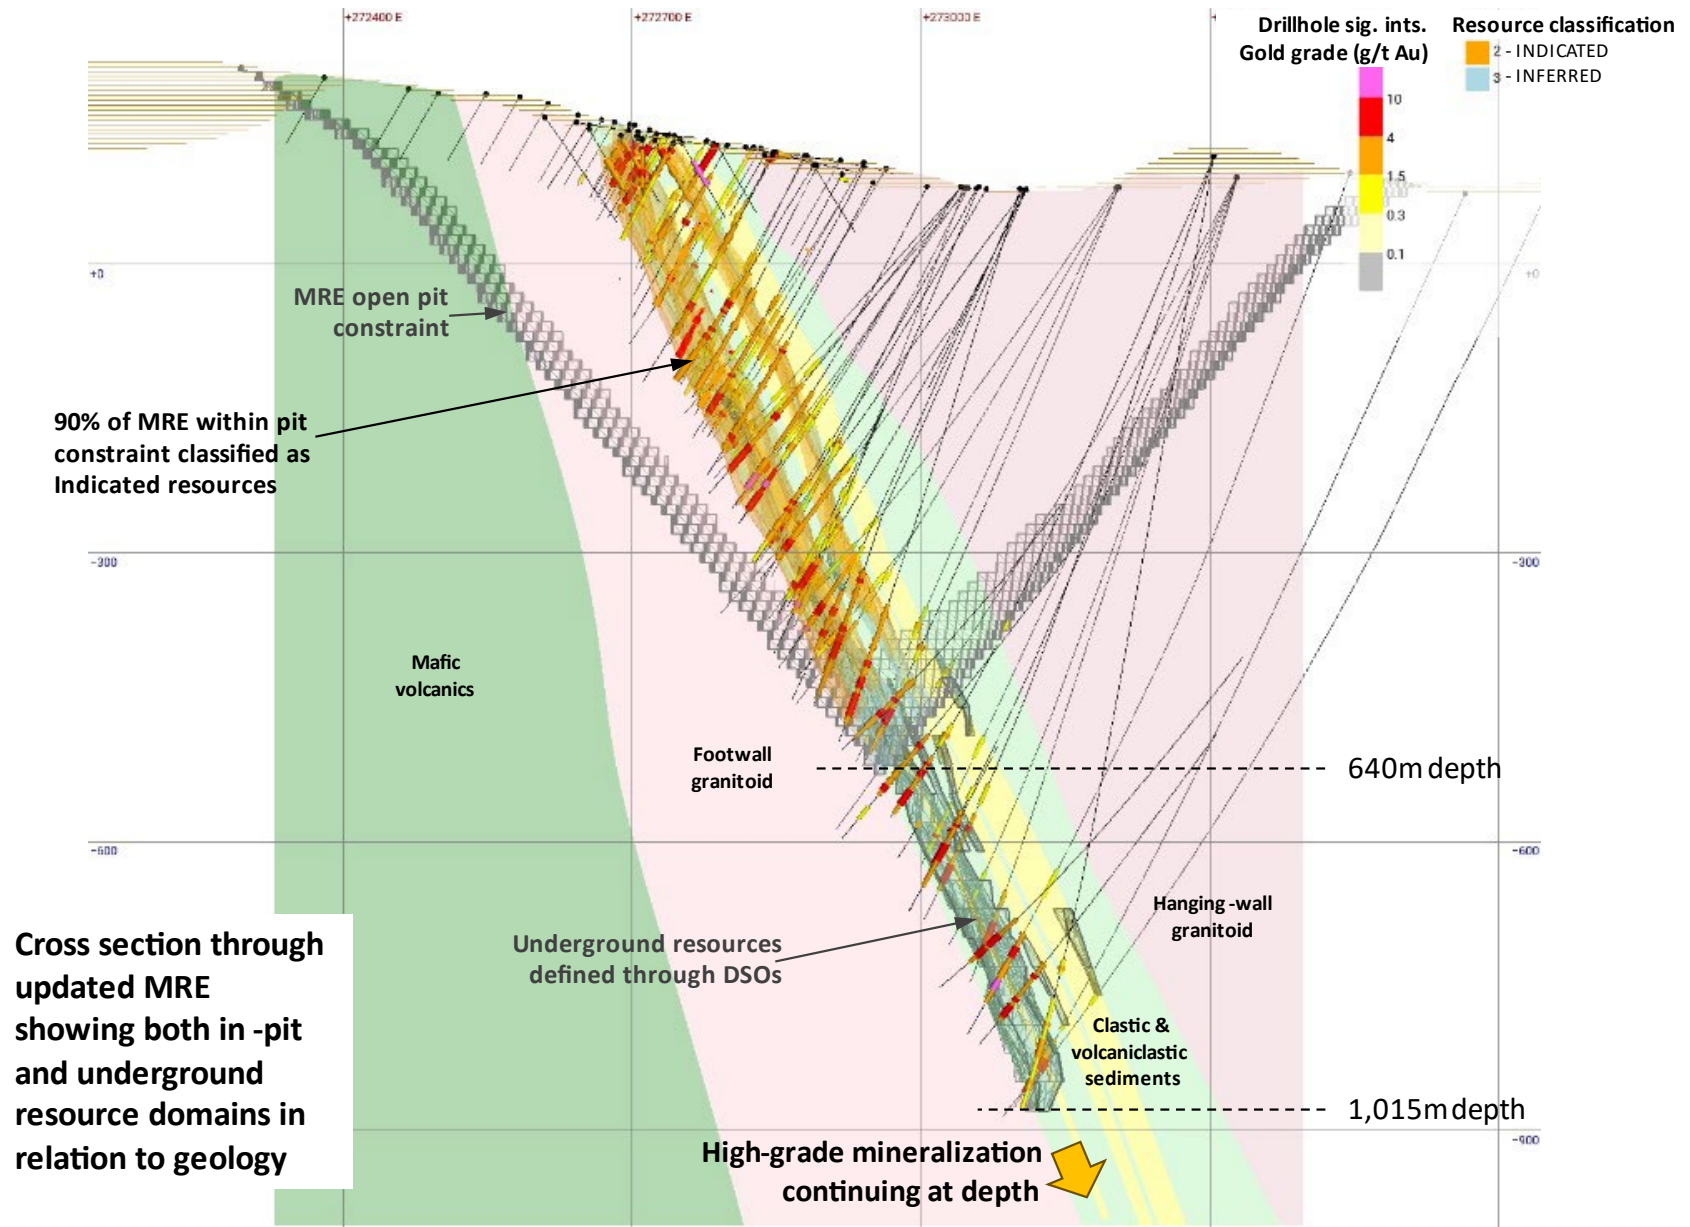 +272400 E
+272700 E
+273000 E
Drillhole sig. ints.
Gold grade (g/t Au)
10
4
1.5
0.3
0.1
Resource classification
2 - INDICATED
3 - INFERRED
+0
+0
MRE open pit
constraint
90% of MRE within pit
constraint classified as
Indicated resources
-300
-300
Mafic
volcanics
Footwall
granitoid
640m depth
-600
-600
Hanging -wall
granitoid
Underground resources
defined through DSOs
Cross section through
updated MRE
showing both in -pit
and underground
resource domains in
relation to geology
Clastic &
volcaniclastic
sediments
1,015m depth
-900
High-grade mineralization
continuing at depth